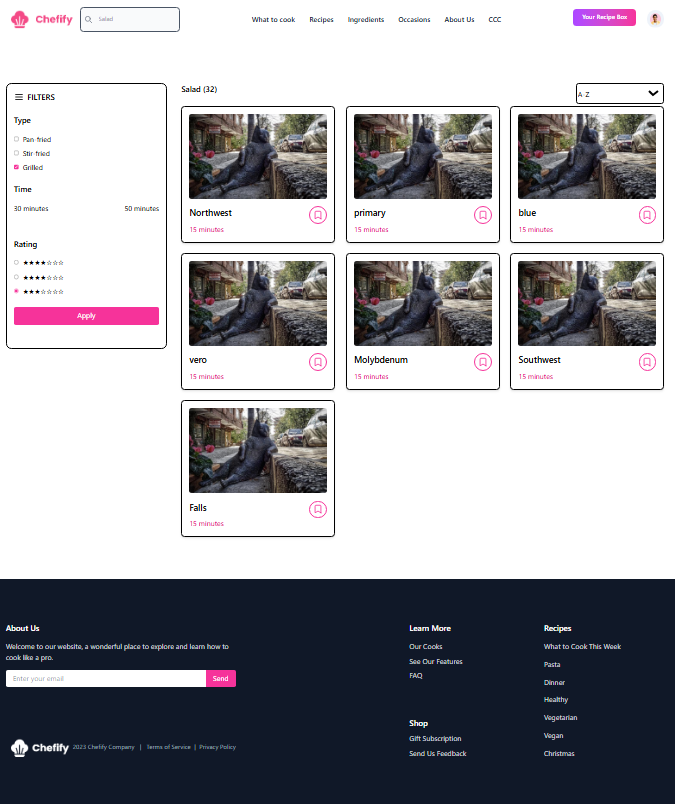 Chefify
Salad
What to cook
Recipes
Ingredients
Occasions
About Us
CCC
Your Recipe Box
FILTERS
Type
Pan-fried
Stir-fried
Grilled
Time
30 minutes
50 minutes
Rating
★★★★☆☆☆
★★★★☆☆☆
★★★☆☆☆☆
Apply
Salad (32)
A-Z
Northwest
15 minutes
primary
15 minutes
blue
15 minutes
vero
15 minutes
Molybdenum
15 minutes
Southwest
15 minutes
Falls
15 minutes
About Us
Welcome to our website, a wonderful place to explore and learn how to
cook like a pro.
Enter your email
Send
Chefify
2023 Chefify Company | Terms of Service | Privacy Policy
Learn More
Our Cooks
See Our Features
FAQ
Shop
Gift Subscription
Send Us Feedback
Recipes
What to Cook This Week
Pasta
Dinner
Healthy
Vegetarian
Vegan
Christmas